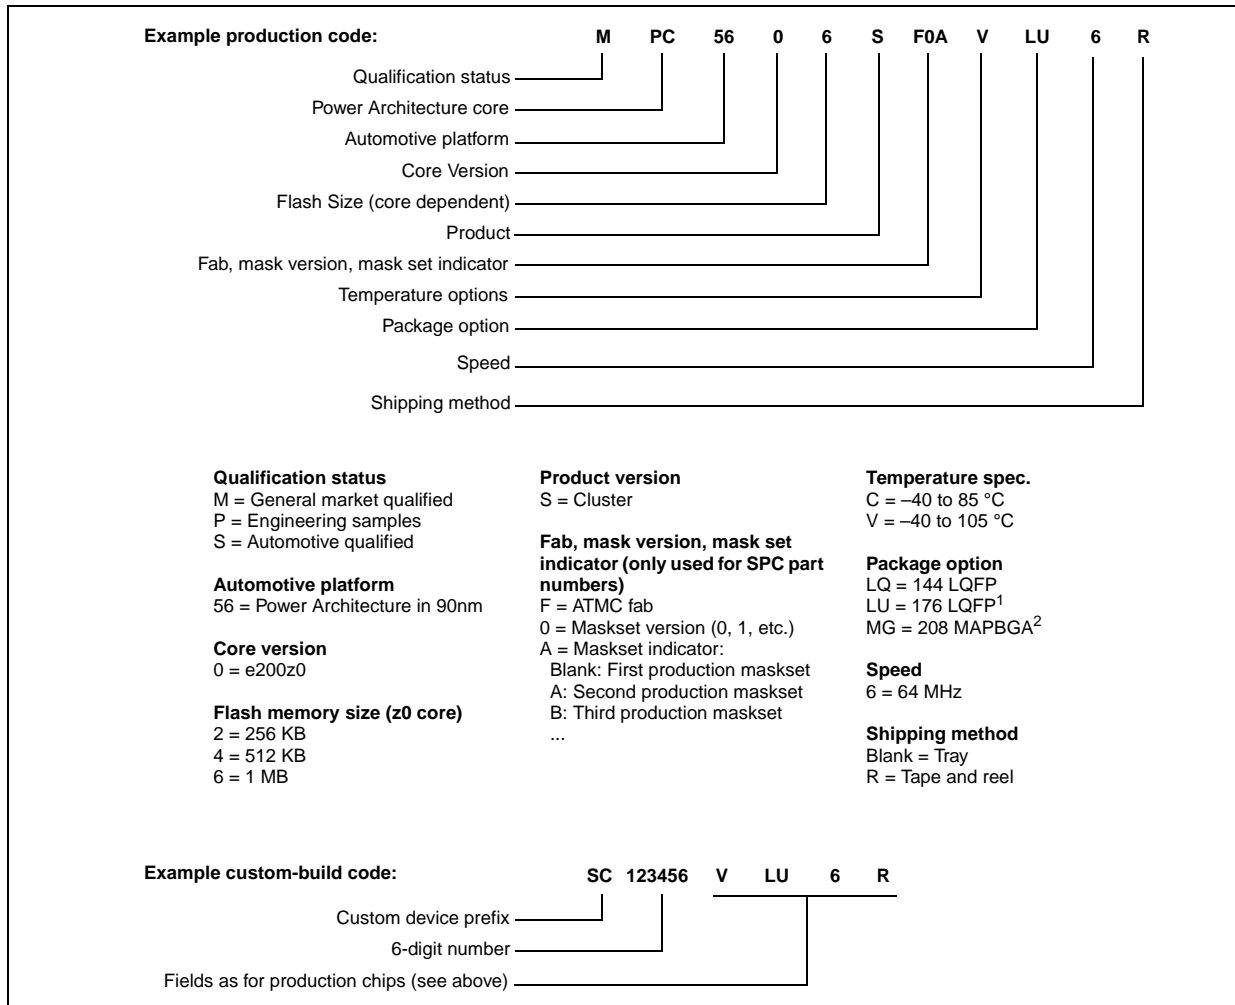 Example production code: M PC 56 0 6 S F0A V LU 6 R
Qualification status
Power Architecture core
Automotive platform
Core Version
Flash Size (core dependent)
Product
Fab, mask version, mask set indicator
Temperature options
Package option
Speed
Shipping method
Qualification status
M = General market qualified
P = Engineering samples
S = Automotive qualified
Automotive platform
56 = Power Architecture in 90nm
Core version
0 = e200z0
Flash memory size (z0 core)
2 = 256 KB
4 = 512 KB
6 = 1 MB
Product version
S = Cluster
Fab, mask version, mask set
indicator (only used for SPC part
numbers)
F = ATMC fab
0 = Maskset version (0, 1, etc.)
A = Maskset indicator:
Blank: First production maskset
A: Second production maskset
B: Third production maskset
...
Temperature spec.
C = –40 to 85 °C
V = –40 to 105 °C
Package option
LQ = 144 LQFP
LU = 176 LQFP1
MG = 208 MAPBGA2
Speed
6 = 64 MHz
Shipping method
Blank = Tray
R = Tape and reel
Example custom-build code: SC 123456 V LU 6 R
Custom device prefix
6-digit number
Fields as for production chips (see above)